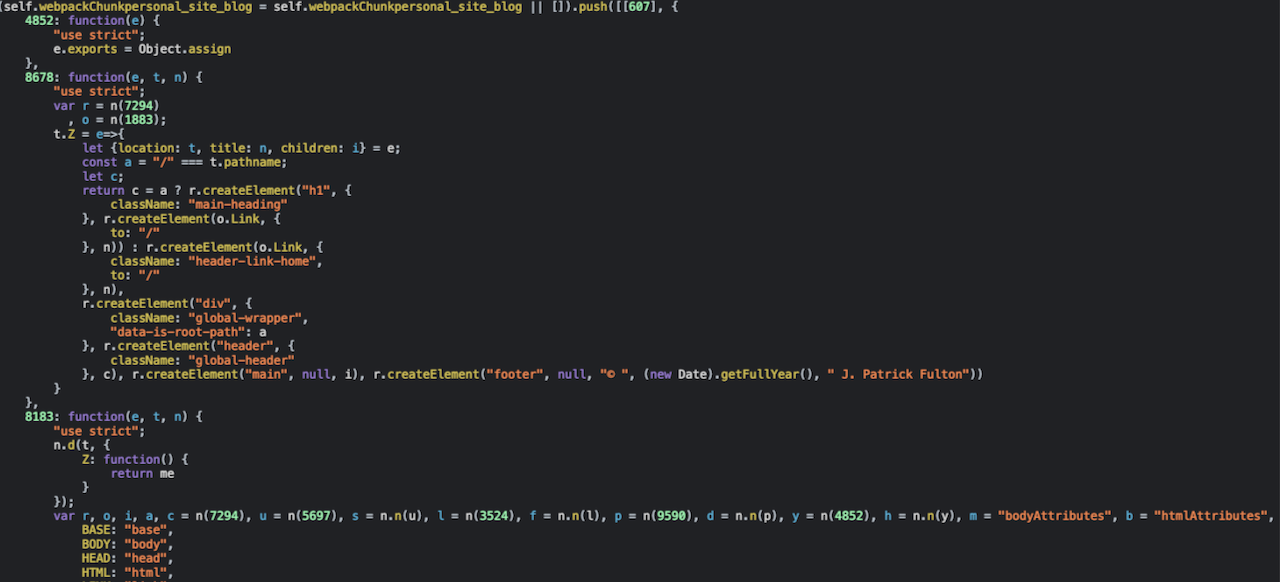 (self.webpackChunkpersonal_site_blog = self.webpackChunkpersonal_site_blog || []).push([[607], {
    4852: function(e) {
        "use strict";
        e.exports = Object.assign
    },
    8678: function(e, t, n) {
        "use strict";
        var r = n(7294)
          , o = n(1883);
        t.Z = e=>{
            let {location: t, title: n, children: i} = e;
            const a = "/" === t.pathname;
            let c;
            return c = a ? r.createElement("h1", {
                className: "main-heading"
            }, r.createElement(o.Link, {
                to: "/"
            }, n)) : r.createElement(o.Link, {
                className: "header-link-home",
                to: "/"
            }, n),
            r.createElement("div", {
                className: "global-wrapper",
                "data-is-root-path": a
            }, r.createElement("header", {
                className: "global-header"
            }, c), r.createElement("main", null, i), r.createElement("footer", null, "© ", (new Date).getFullYear(), " J. Patrick Fulton"))
        }
    },
    8183: function(e, t, n) {
        "use strict";
        n.d(t, {
            Z: function() {
                return me
            }
        });
        var r, o, i, a, c = n(7294), u = n(5697), s = n.n(u), l = n(3524), f = n.n(l), p = n(9590), d = n.n(p), y = n(4852), h = n.n(y), m = "bodyAttributes", b = "htmlAttributes",
            BASE: "base",
            BODY: "body",
            HEAD: "head",
            HTML: "html",